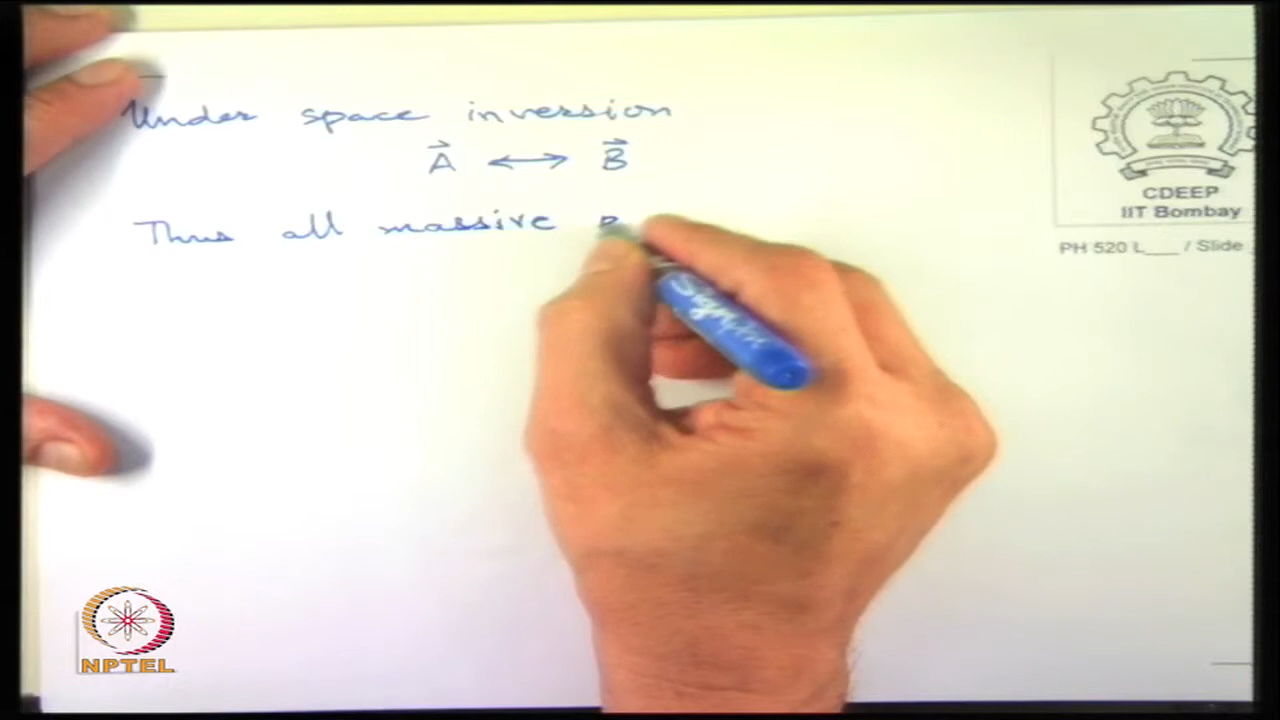 Under space inversion
A⃗ ↔ B⃗
Thus all massive
CDEEP
IIT Bombay
PH 520 L___ / Slide
NPTEL